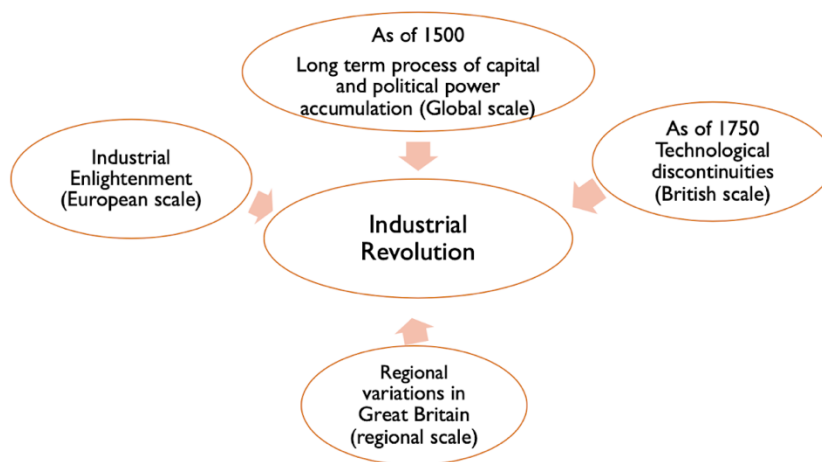 As of 1500
Long term process of capital
and political power
accumulation (Global scale)
Industrial
Enlightenment
(European scale)
As of 1750
Technological
discontinuities
(British scale)
Industrial
Revolution
Regional
variations in
Great Britain
(regional scale)